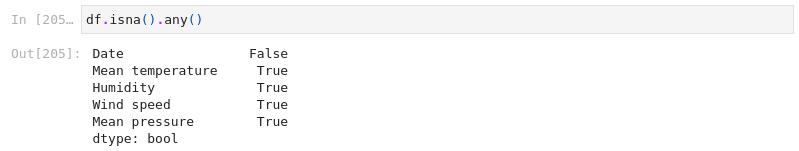 In [205… df.isna().any()
Out[205]: Date False
Mean temperature True
Humidity True
Wind speed True
Mean pressure True
dtype: bool